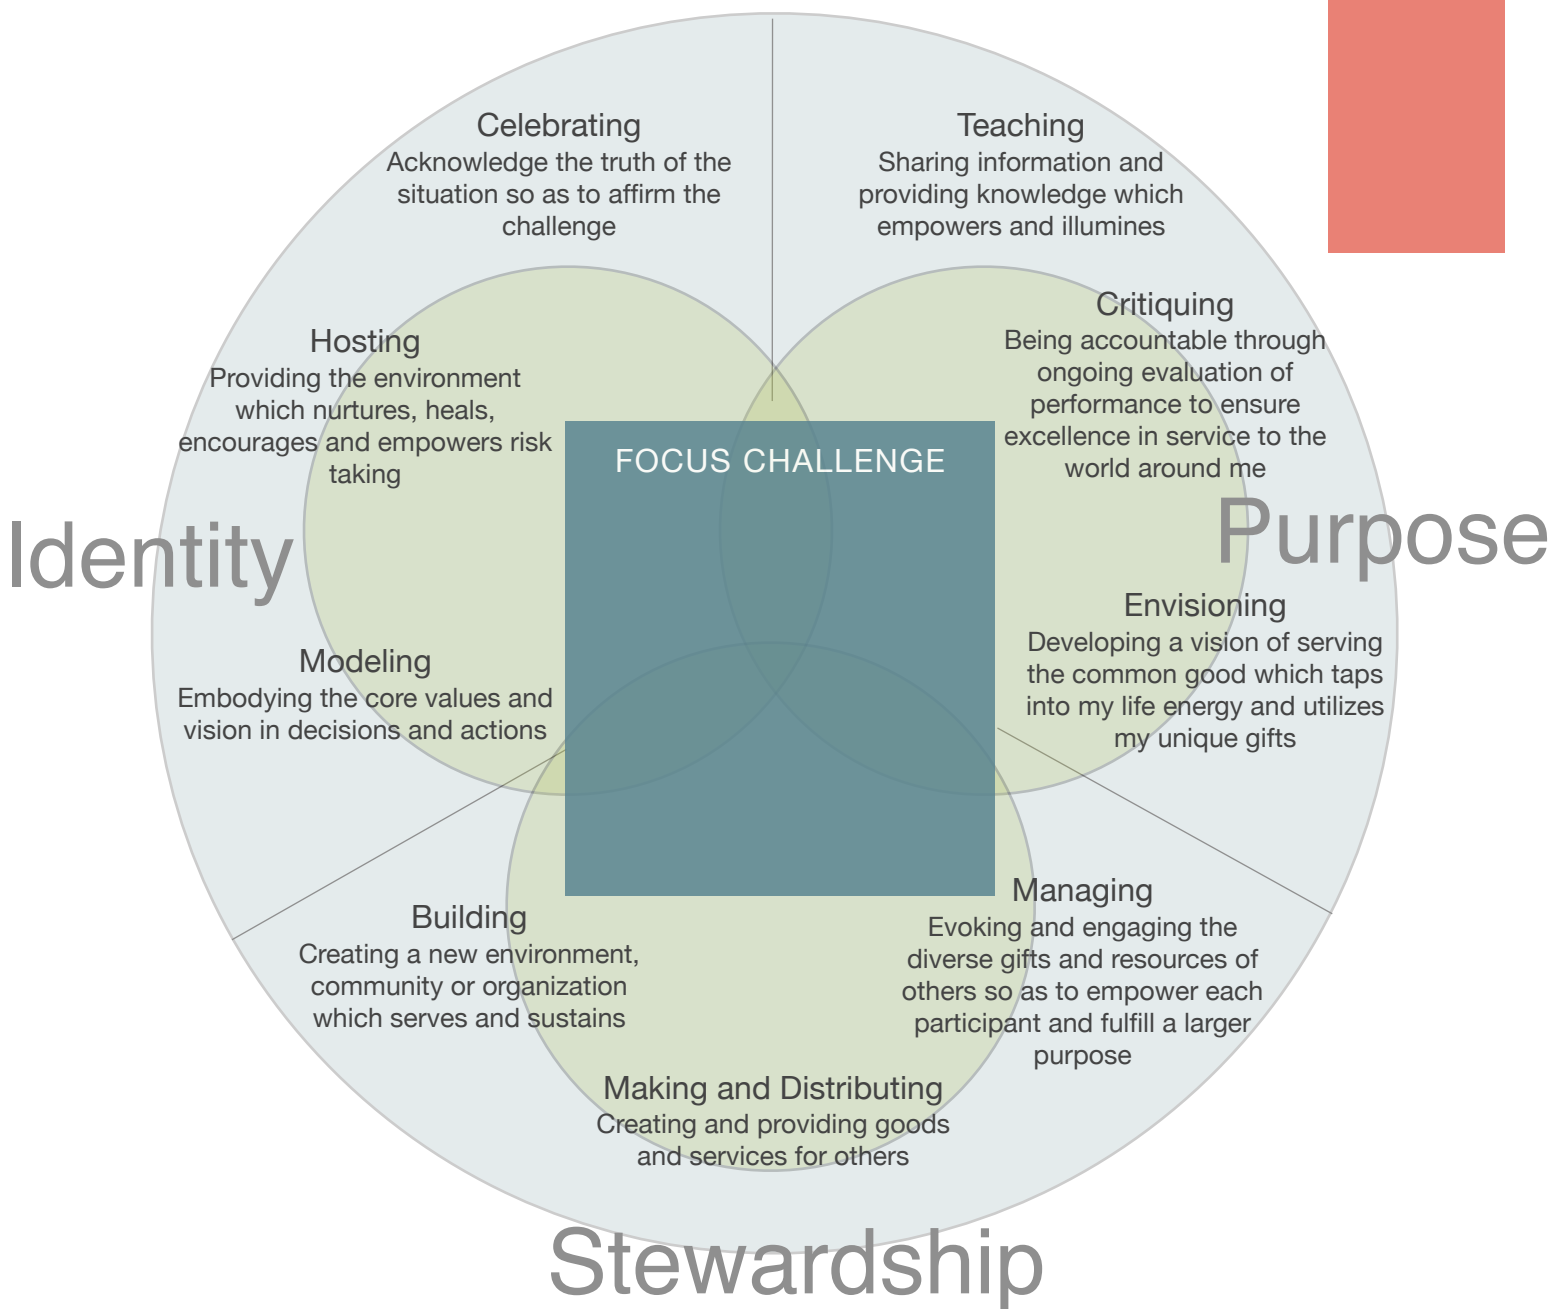 Celebrating
Acknowledge the truth of the
situation so as to affirm the
challenge
Teaching
Sharing information and
providing knowledge which
empowers and illumines
Hosting
Providing the environment
which nurtures, heals,
encourages and empowers risk
taking
Critiquing
Being accountable through
ongoing evaluation of
performance to ensure
excellence in service to the
world around me
FOCUS CHALLENGE
Identity
Purpose
Modeling
Embodying the core values and
vision in decisions and actions
Envisioning
Developing a vision of serving
the common good which taps
into my life energy and utilizes
my unique gifts
Building
Creating a new environment,
community or organization
which serves and sustains
Managing
Evoking and engaging the
diverse gifts and resources of
others so as to empower each
participant and fulfill a larger
purpose
Making and Distributing
Creating and providing goods
and services for others
Stewardship